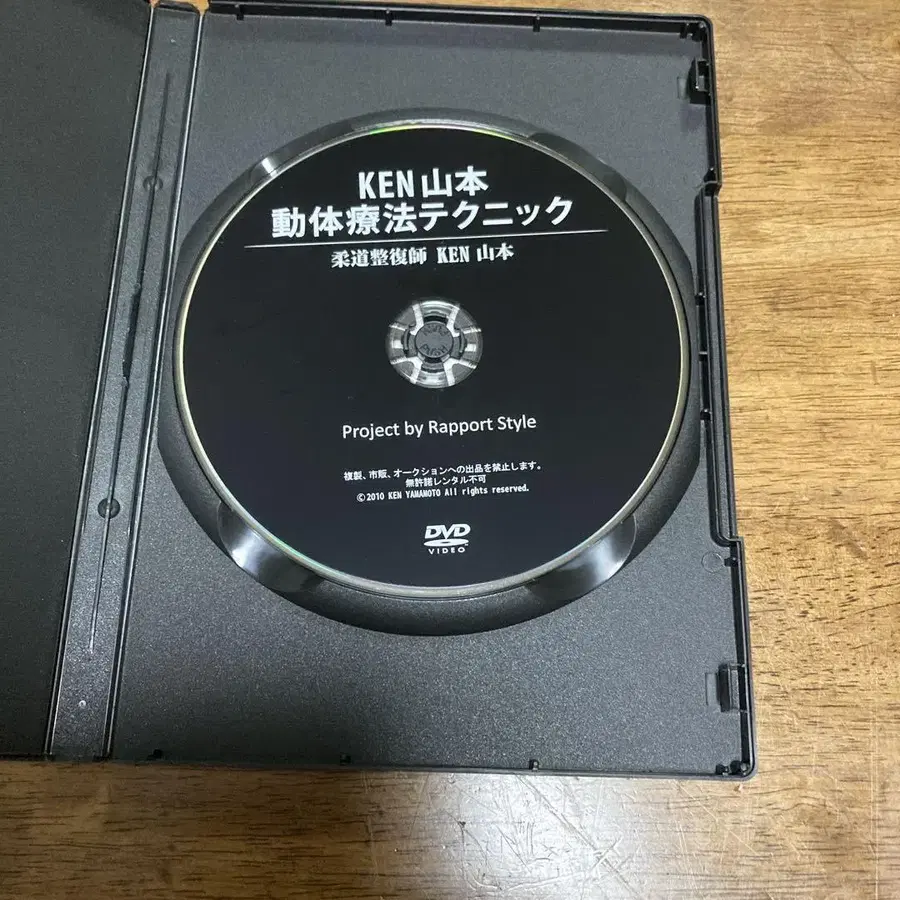 KEN 山本
動体療法テクニック
柔道整復師 KEN 山本
PUSH
Project by Rapport Style
複製、市販、オークションへの出品を禁止します。
無許諾レンタル不可
©2010 KEN YAMAMOTO All rights reserved.
DVD
VIDEO